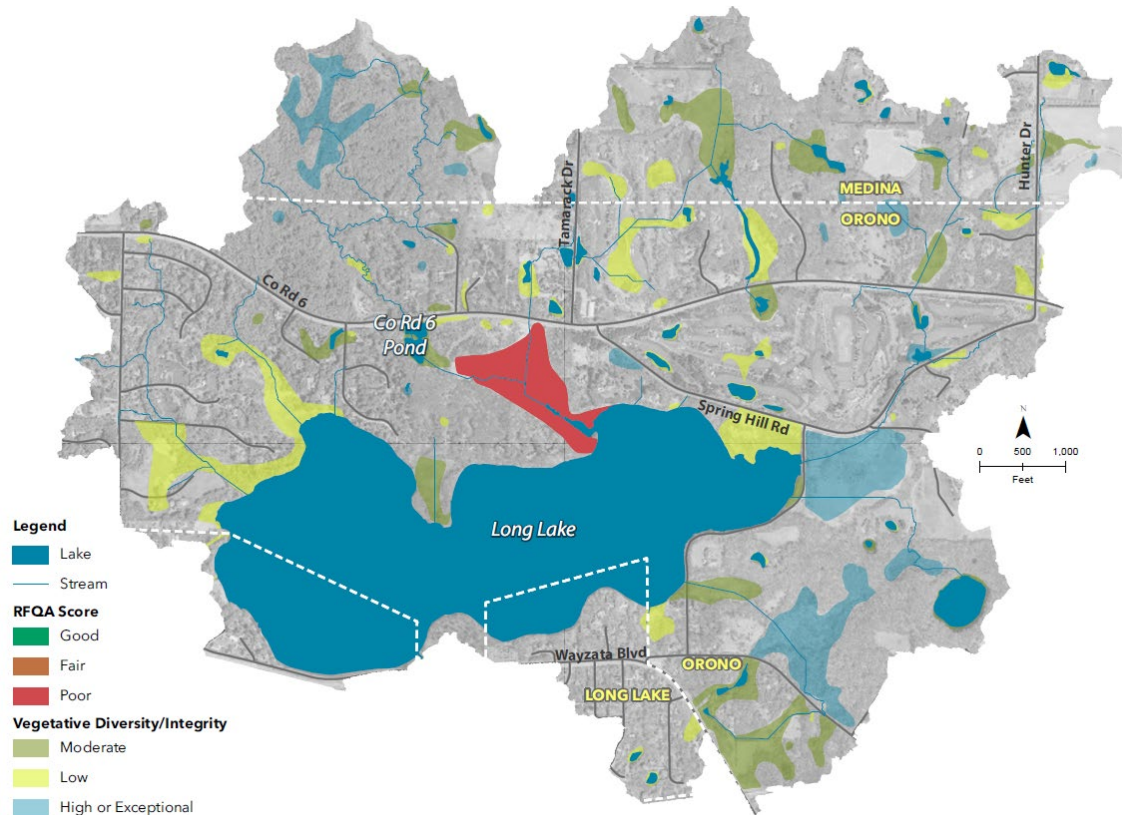 MEDINA
ORONO
Hunter Dr
Tamarack Dr
Co Rd 6
Co Rd 6
Pond
Spring Hill Rd
N
0 500 1,000
Feet
Long Lake
Wayzata Blvd
ORONO
LONG LAKE
Legend
Lake
Stream
RFQA Score
Good
Fair
Poor
Vegetative Diversity/Integrity
Moderate
Low
High or Exceptional